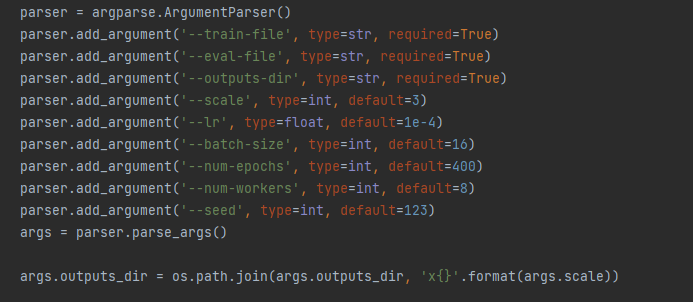 parser = argparse.ArgumentParser()
parser.add_argument('--train-file', type=str, required=True)
parser.add_argument('--eval-file', type=str, required=True)
parser.add_argument('--outputs-dir', type=str, required=True)
parser.add_argument('--scale', type=int, default=3)
parser.add_argument('--lr', type=float, default=1e-4)
parser.add_argument('--batch-size', type=int, default=16)
parser.add_argument('--num-epochs', type=int, default=400)
parser.add_argument('--num-workers', type=int, default=8)
parser.add_argument('--seed', type=int, default=123)
args = parser.parse_args()
args.outputs_dir = os.path.join(args.outputs_dir, 'x{}'.format(args.scale))